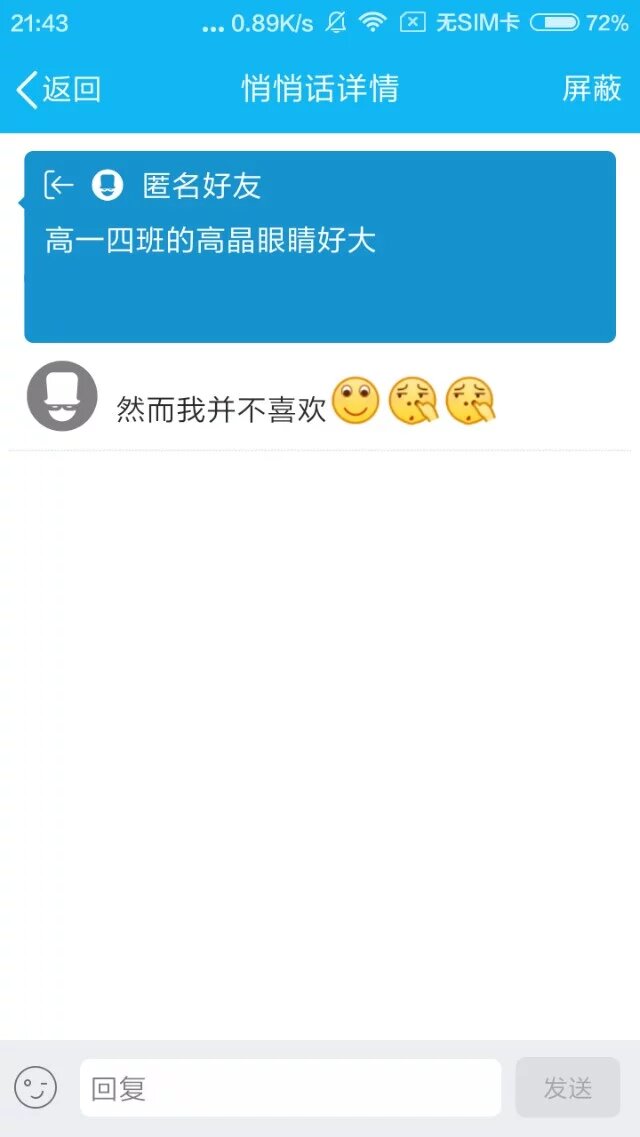 21:43 ... 0.89K/s 无SIM卡 72%
返回 悄悄话详情 屏蔽
匿名好友
高一四班的高晶眼睛好大
然而我并不喜欢
回复 发送